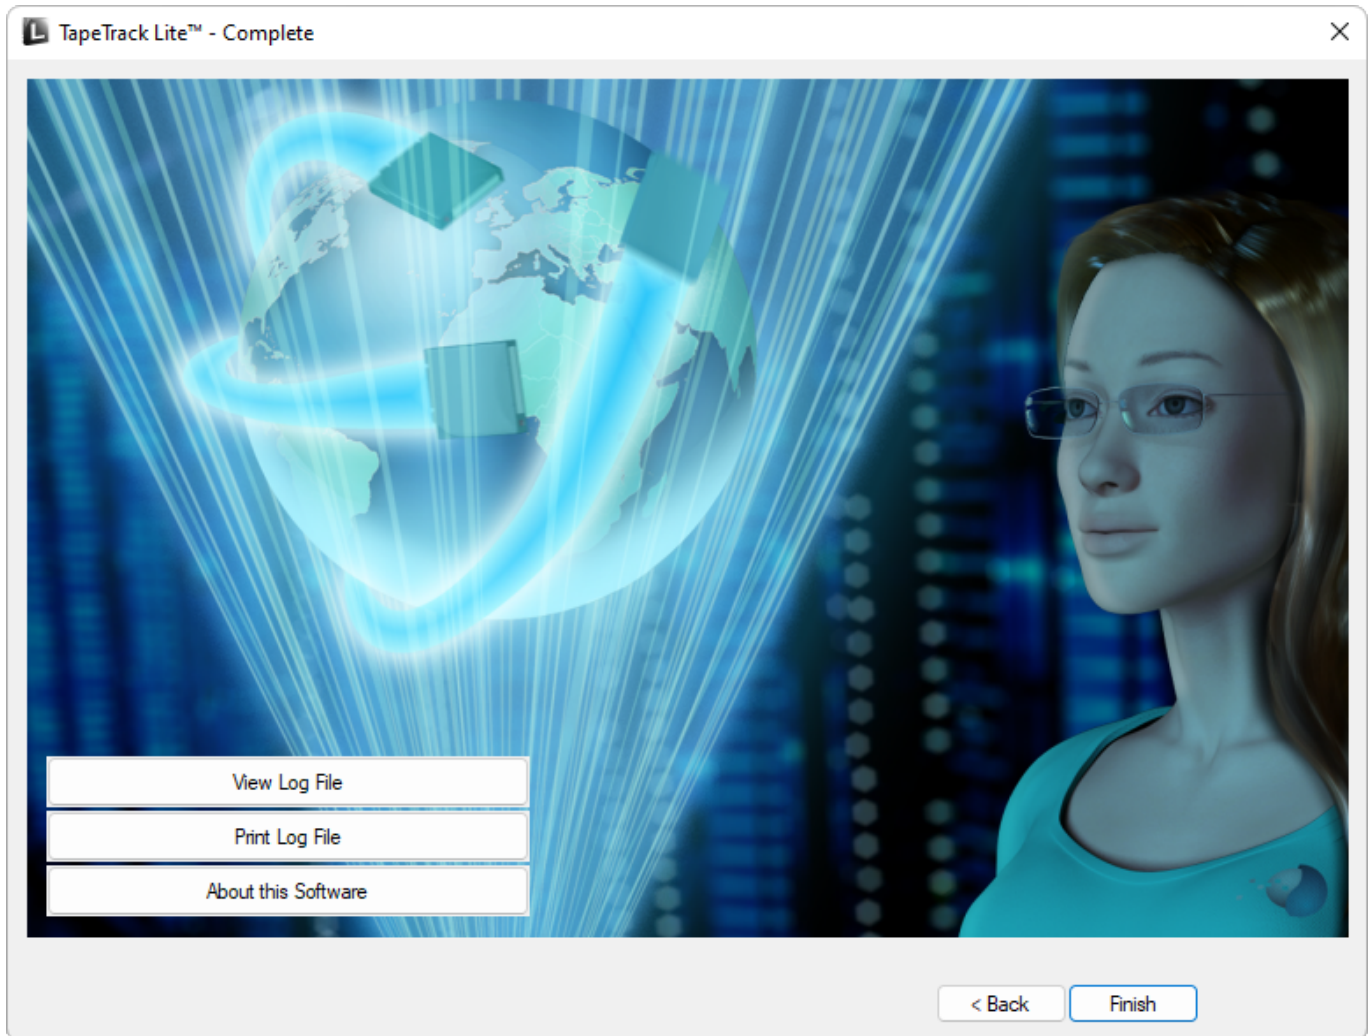 TapeTrack Lite™ - Complete
View Log File
Print Log File
About this Software
< Back
Finish